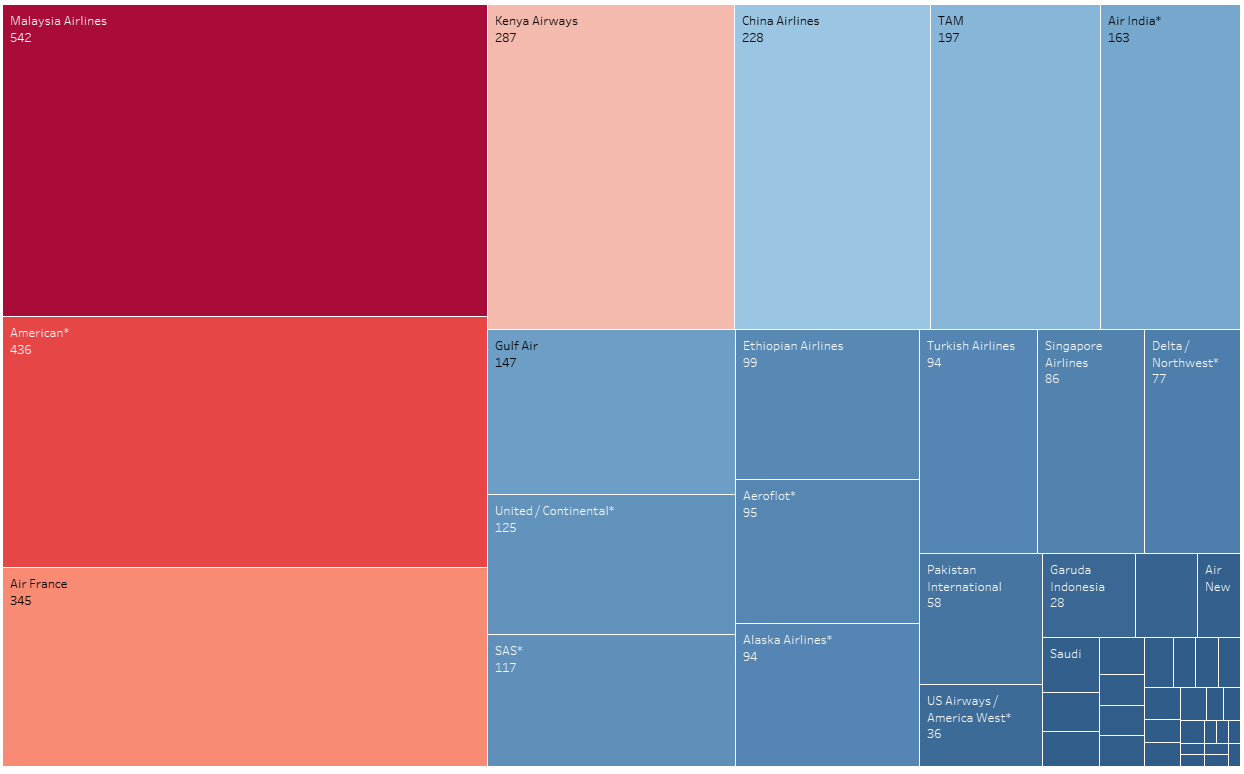 Malaysia Airlines
542
Kenya Airways
287
China Airlines
228
TAM
197
Air India*
163
American*
436
Air France
345
Gulf Air
147
United / Continental*
125
SAS*
117
Ethiopian Airlines
99
Aeroflot*
95
Alaska Airlines*
94
Turkish Airlines
94
Singapore
Airlines
86
Delta /
Northwest*
77
Pakistan
International
58
US Airways /
America West*
36
Garuda
Indonesia
28
Air
New
Saudi